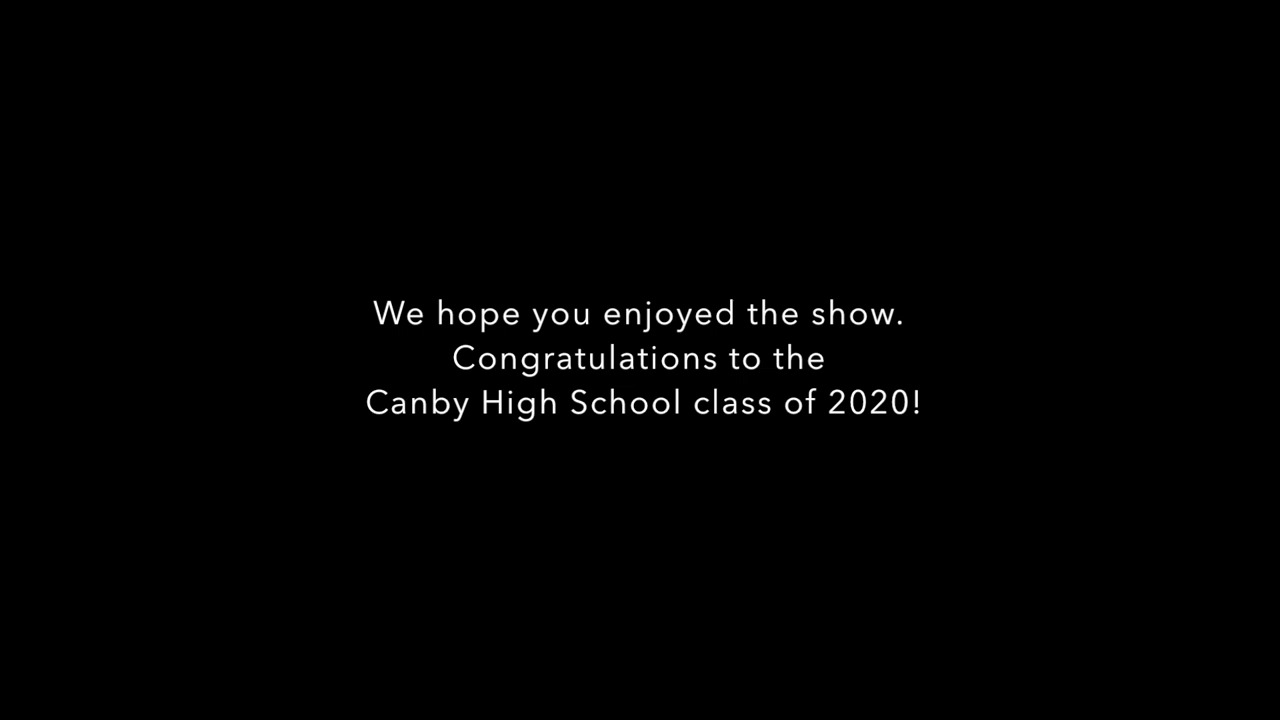 We hope you enjoyed the show.
Congratulations to the
Canby High School class of 2020!